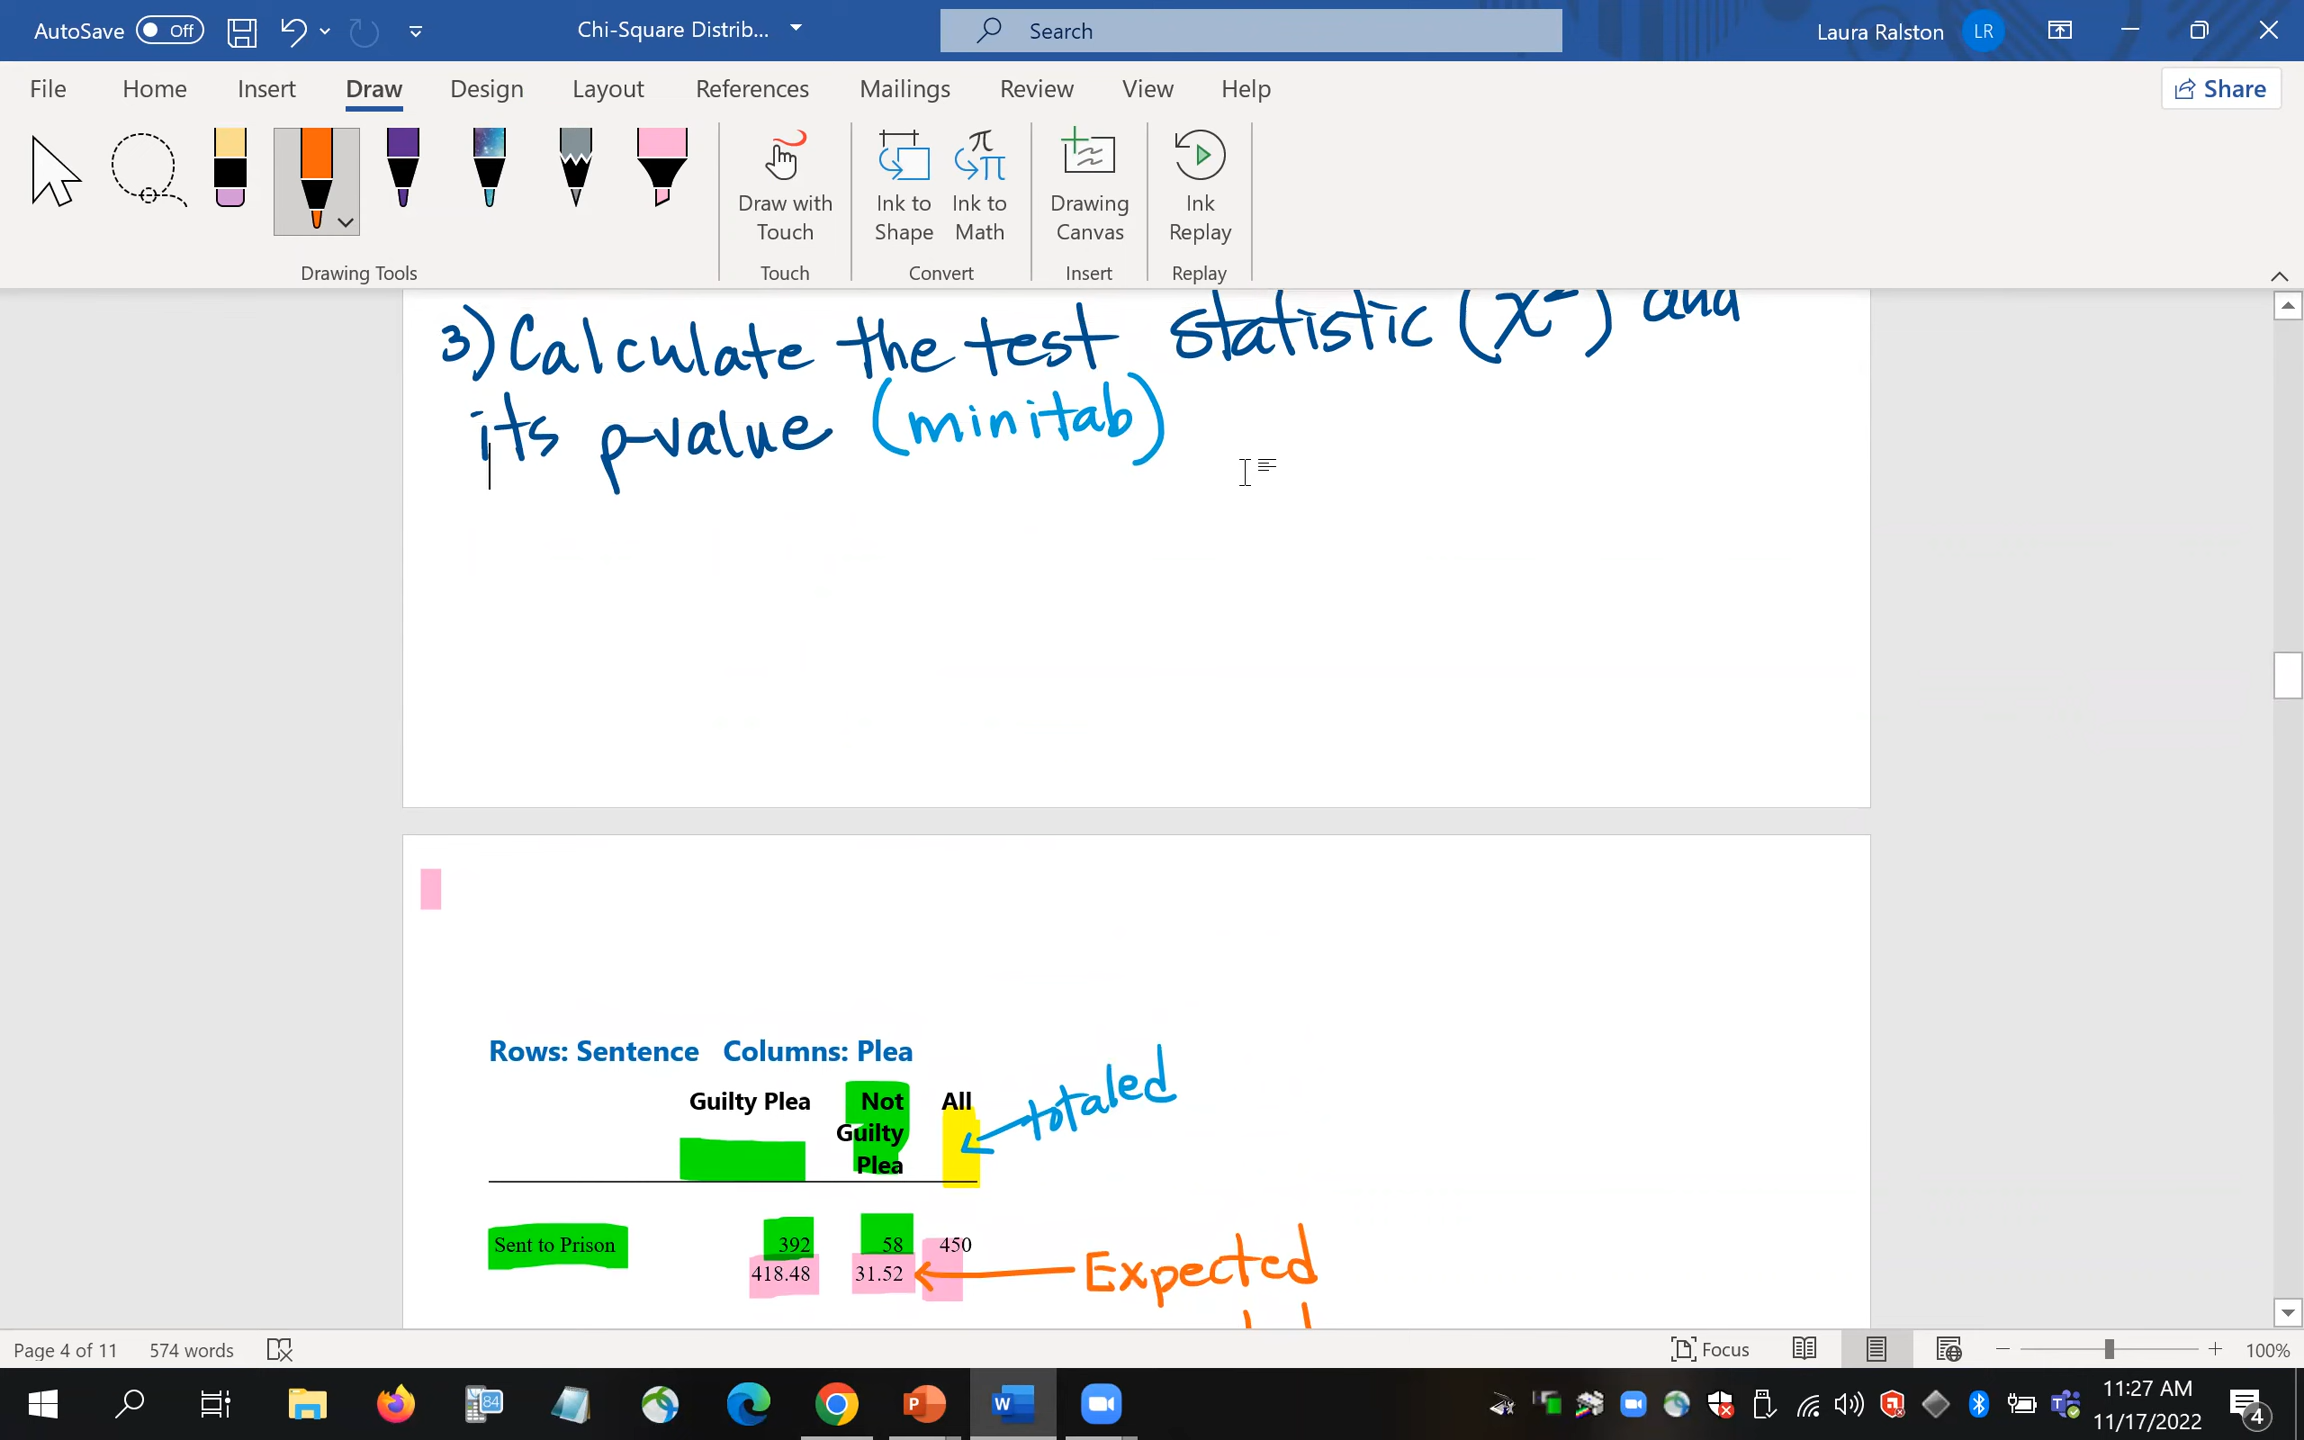 AutoSave Off Chi-Square Distrib... Search Laura Ralston LR
File Home Insert Draw Design Layout References Mailings Review View Help Share
Draw with Touch
Ink to Shape
Ink to Math
Drawing Canvas
Ink Replay
Drawing Tools Touch Convert Insert Replay
3) Calculate the test statistic (x²) and
its p-value (minitab)
Rows: Sentence Columns: Plea
Guilty Plea Not Guilty Plea All
totaled
Sent to Prison 392 58 450
418.48 31.52
Expected
Page 4 of 11 574 words Focus 100%
84
11:27 AM
11/17/2022
4